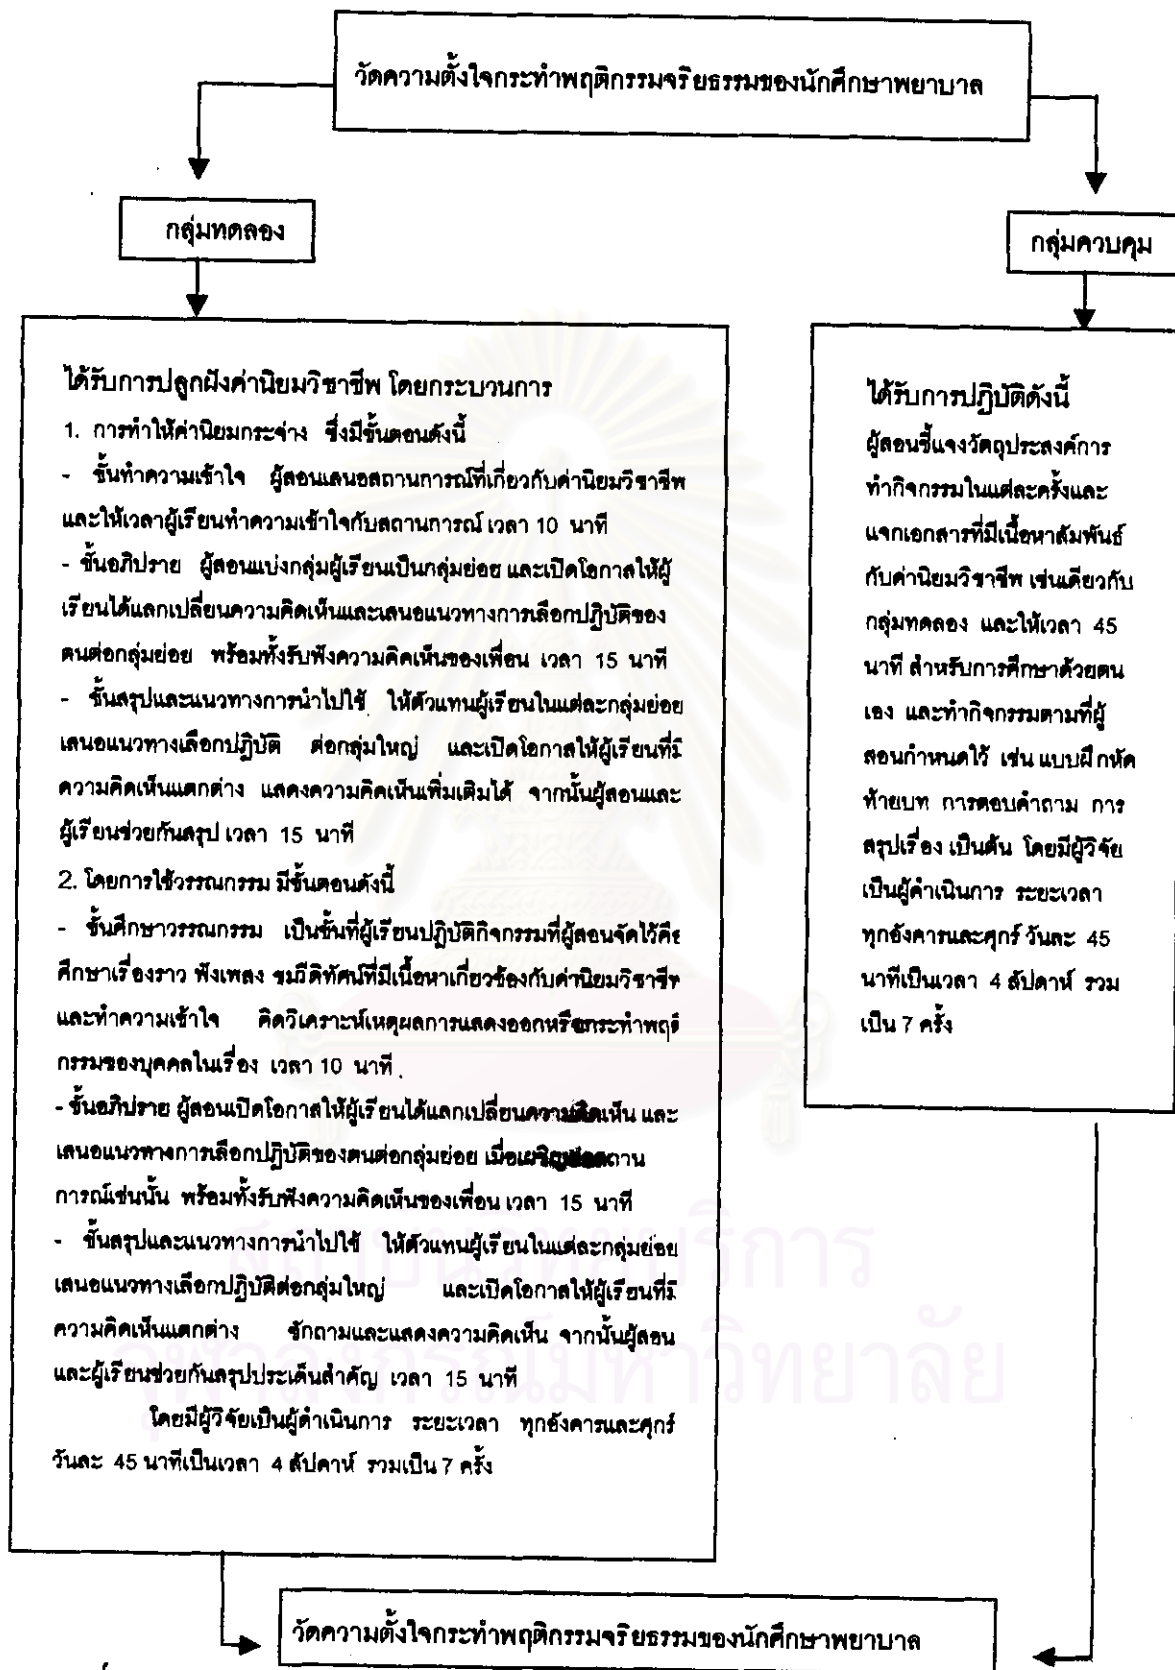 วัดความตั้งใจกระทำพฤติกรรมจริยธรรมของนักศึกษาพยาบาล
กลุ่มทดลอง
กลุ่มควบคุม
ได้รับการปลูกฝังค่านิยมวิชาชีพ โดยกระบวนการ
1. การทำให้ค่านิยมกระจ่าง ซึ่งมีขั้นตอนดังนี้
- ขั้นทำความเข้าใจ ผู้สอนเสนอสถานการณ์ที่เกี่ยวกับค่านิยมวิชาชีพ
และให้เวลาผู้เรียนทำความเข้าใจกับสถานการณ์ เวลา 10 นาที
- ขั้นอภิปราย ผู้สอนแบ่งกลุ่มผู้เรียนเป็นกลุ่มย่อย และเปิดโอกาสให้ผู้
เรียนได้แลกเปลี่ยนความคิดเห็นและเสนอแนวทางการเลือกปฏิบัติของ
ตนต่อกลุ่มย่อย พร้อมทั้งรับฟังความคิดเห็นของเพื่อน เวลา 15 นาที
- ขั้นสรุปและแนวทางการนำไปใช้ ให้ตัวแทนผู้เรียนในแต่ละกลุ่มย่อย
เสนอแนวทางเลือกปฏิบัติ ต่อกลุ่มใหญ่ และเปิดโอกาสให้ผู้เรียนที่มี
ความคิดเห็นแตกต่าง แสดงความคิดเห็นเพิ่มเติมได้ จากนั้นผู้สอนและ
ผู้เรียนช่วยกันสรุป เวลา 15 นาที
2. โดยการใช้วรรณกรรม มีขั้นตอนดังนี้
- ขั้นศึกษาวรรณกรรม เป็นขั้นที่ผู้เรียนปฏิบัติกิจกรรมที่ผู้สอนจัดไว้คือ
ศึกษาเรื่องราว ฟังเพลง ชมวีดิทัศน์ที่มีเนื้อหาเกี่ยวข้องกับค่านิยมวิชาชีพ
และทำความเข้าใจ คิดวิเคราะห์เหตุผลการแสดงออกหรือกระทำพฤติ
กรรมของบุคคลในเรื่อง เวลา 10 นาที
- ขั้นอภิปราย ผู้สอนเปิดโอกาสให้ผู้เรียนได้แลกเปลี่ยนความคิดเห็น และ
เสนอแนวทางการเลือกปฏิบัติของตนต่อกลุ่มย่อย เมื่อเผชิญต่อสถาน
การณ์เช่นนั้น พร้อมทั้งรับฟังความคิดเห็นของเพื่อน เวลา 15 นาที
- ขั้นสรุปและแนวทางการนำไปใช้ ให้ตัวแทนผู้เรียนในแต่ละกลุ่มย่อย
เสนอแนวทางเลือกปฏิบัติต่อกลุ่มใหญ่ และเปิดโอกาสให้ผู้เรียนที่มี
ความคิดเห็นแตกต่าง ซักถามและแสดงความคิดเห็น จากนั้นผู้สอน
และผู้เรียนช่วยกันสรุปประเด็นสำคัญ เวลา 15 นาที
โดยมีผู้วิจัยเป็นผู้ดำเนินการ ระยะเวลา ทุกอังคารและศุกร์
วันละ 45 นาทีเป็นเวลา 4 สัปดาห์ รวมเป็น 7 ครั้ง
ได้รับการปฏิบัติดังนี้
ผู้สอนชี้แจงวัตถุประสงค์การ
ทำกิจกรรมในแต่ละครั้งและ
แจกเอกสารที่มีเนื้อหาสัมพันธ์
กับค่านิยมวิชาชีพ เช่นเดียวกับ
กลุ่มทดลอง และให้เวลา 45
นาที สำหรับการศึกษาด้วยตน
เอง และทำกิจกรรมตามที่ผู้
สอนกำหนดไว้ เช่น แบบฝึกหัด
ท้ายบท การตอบคำถาม การ
สรุปเรื่อง เป็นต้น โดยมีผู้วิจัย
เป็นผู้ดำเนินการ ระยะเวลา
ทุกอังคารและศุกร์ วันละ 45
นาทีเป็นเวลา 4 สัปดาห์ รวม
เป็น 7 ครั้ง
สถาบันวิทยบริการ
จุฬาลงกรณ์มหาวิทยาลัย
วัดความตั้งใจกระทำพฤติกรรมจริยธรรมของนักศึกษาพยาบาล